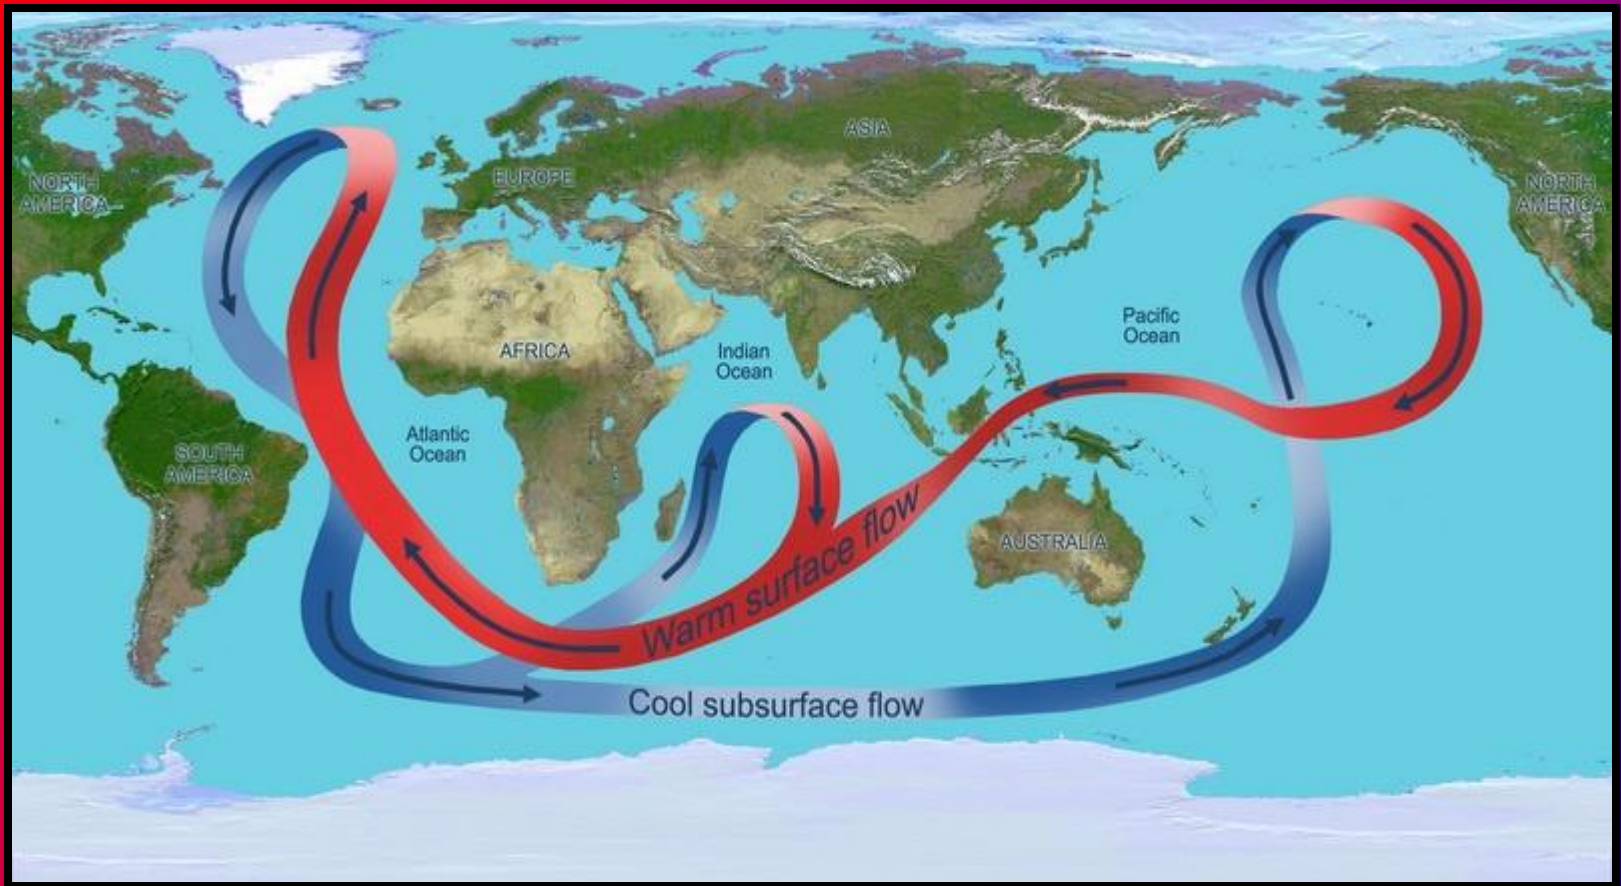 ASIA
NORTH
AMERICA
EUROPE
NORTH
AMERICA
Pacific
Ocean
AFRICA
Indian
Ocean
Atlantic
Ocean
SOUTH
AMERICA
AUSTRALIA
Warm surface flow
Cool subsurface flow